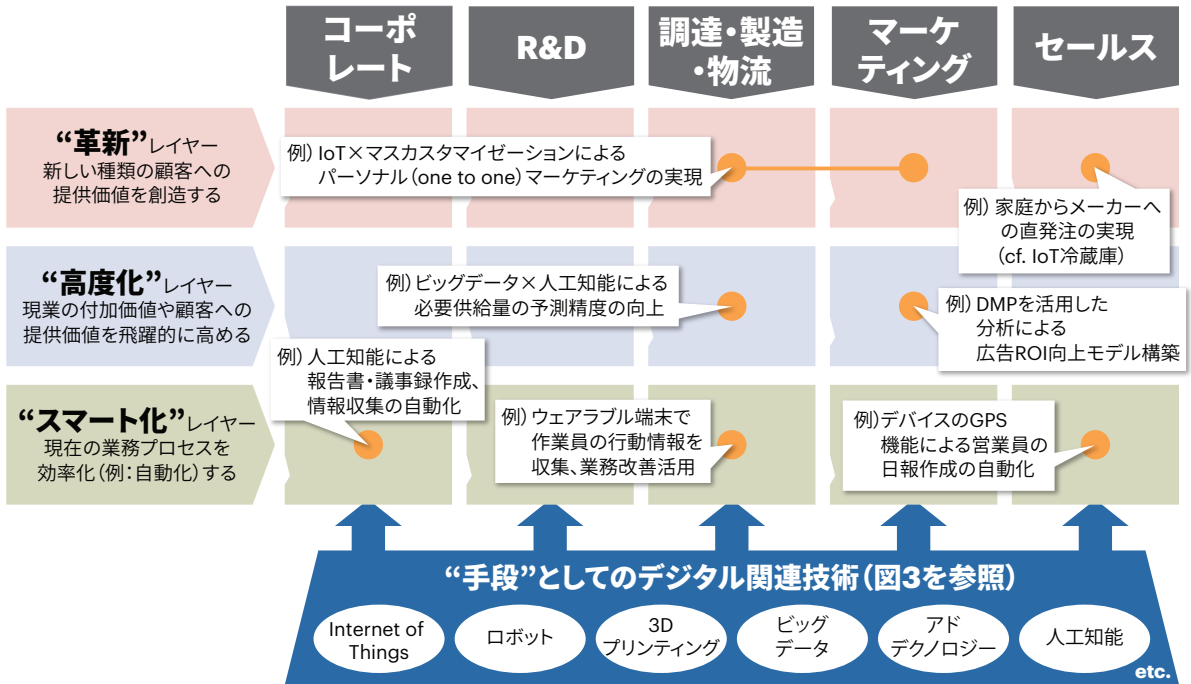 コーポ
レート
R&D
調達・製造
・物流
マーケ
ティング
セールス
“革新”レイヤー
新しい種類の顧客への
提供価値を創造する
例）IoT×マスカスタマイゼーションによる
パーソナル（one to one）マーケティングの実現
例）家庭からメーカーへ
の直発注の実現
（cf. IoT冷蔵庫）
“高度化”レイヤー
現業の付加価値や顧客への
提供価値を飛躍的に高める
例）ビッグデータ×人工知能による
必要供給量の予測精度の向上
例）DMPを活用した
分析による
広告ROI向上モデル構築
“スマート化”レイヤー
現在の業務プロセスを
効率化（例：自動化）する
例）人工知能による
報告書・議事録作成、
情報収集の自動化
例）ウェアラブル端末で
作業員の行動情報を
収集、業務改善活用
例）デバイスのGPS
機能による営業員の
日報作成の自動化
“手段”としてのデジタル関連技術（図3を参照）
Internet of
Things
ロボット
3D
プリンティング
ビッグ
データ
アド
デクノロジー
人工知能
etc.